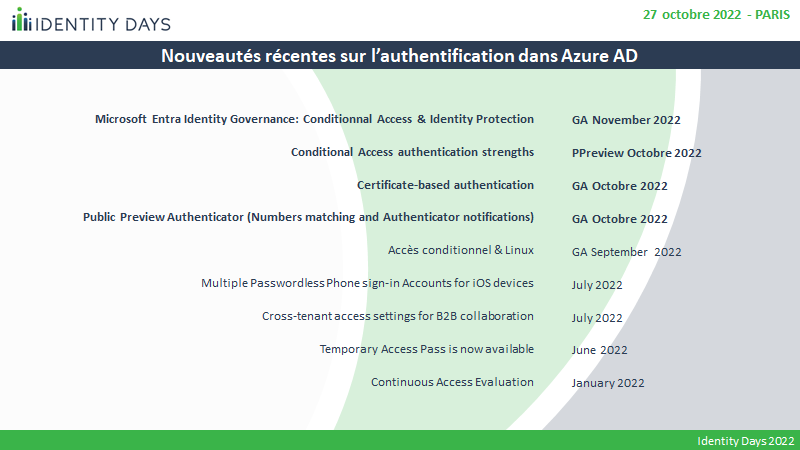 IDENTITY DAYS
27 octobre 2022 - PARIS
Nouveautés récentes sur l'authentification dans Azure AD
Microsoft Entra Identity Governance: Conditionnal Access & Identity Protection GA November 2022
Conditional Access authentication strengths PPreview Octobre 2022
Certificate-based authentication GA Octobre 2022
Public Preview Authenticator (Numbers matching and Authenticator notifications) GA Octobre 2022
Accès conditionnel & Linux GA September 2022
Multiple Passwordless Phone sign-in Accounts for iOS devices July 2022
Cross-tenant access settings for B2B collaboration July 2022
Temporary Access Pass is now available June 2022
Continuous Access Evaluation January 2022
Identity Days 2022